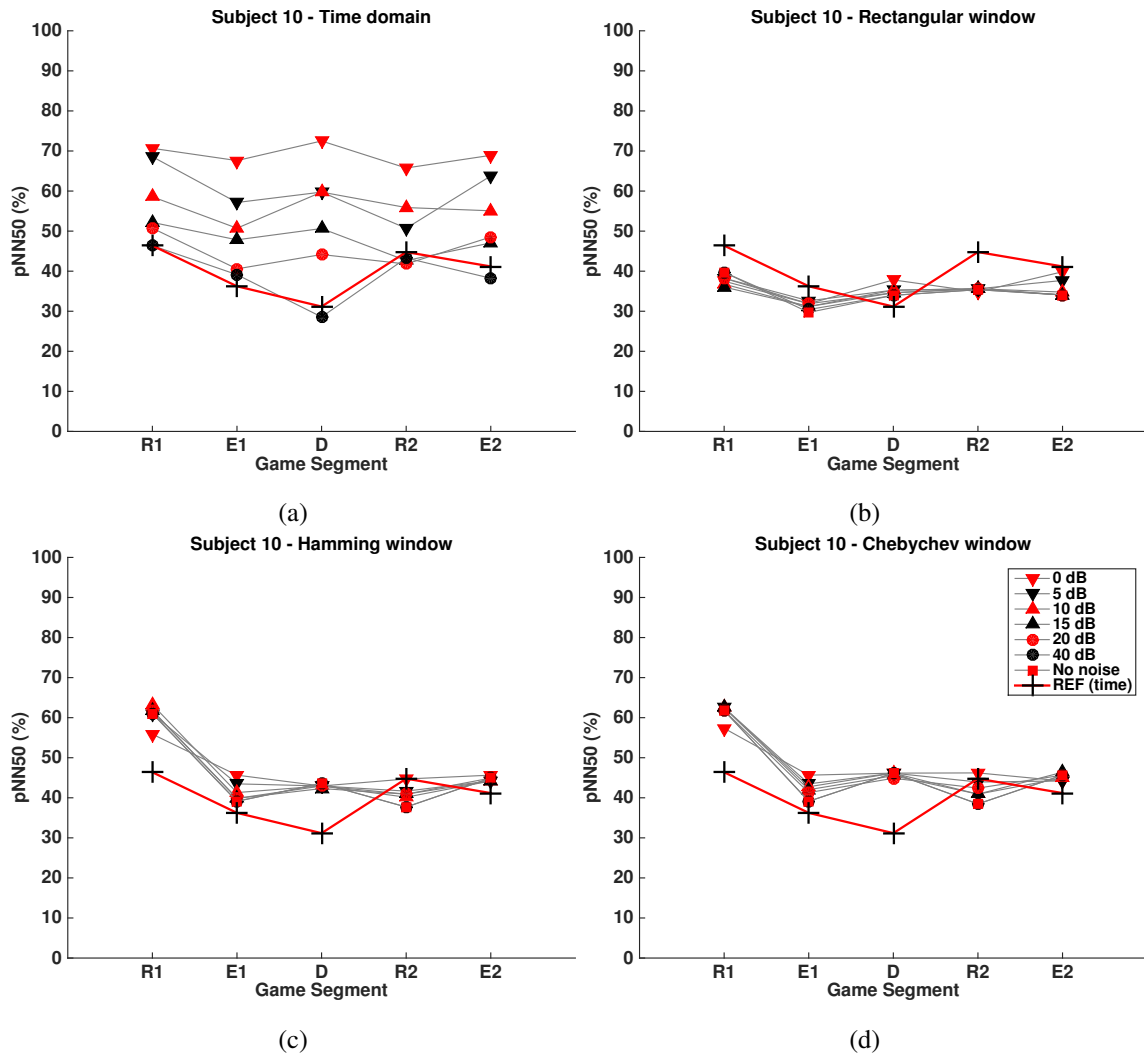 Subject 10 - Time domain
100
90
80
70
60
50
40
30
20
10
0
pNN50 (%)
R1 E1 D R2 E2
Game Segment
(a)
Subject 10 - Rectangular window
100
90
80
70
60
50
40
30
20
10
0
pNN50 (%)
R1 E1 D R2 E2
Game Segment
(b)
Subject 10 - Hamming window
100
90
80
70
60
50
40
30
20
10
0
pNN50 (%)
R1 E1 D R2 E2
Game Segment
(c)
Subject 10 - Chebychev window
100
90
80
70
60
50
40
30
20
10
0
pNN50 (%)
0 dB
5 dB
10 dB
15 dB
20 dB
40 dB
No noise
REF (time)
R1 E1 D R2 E2
Game Segment
(d)